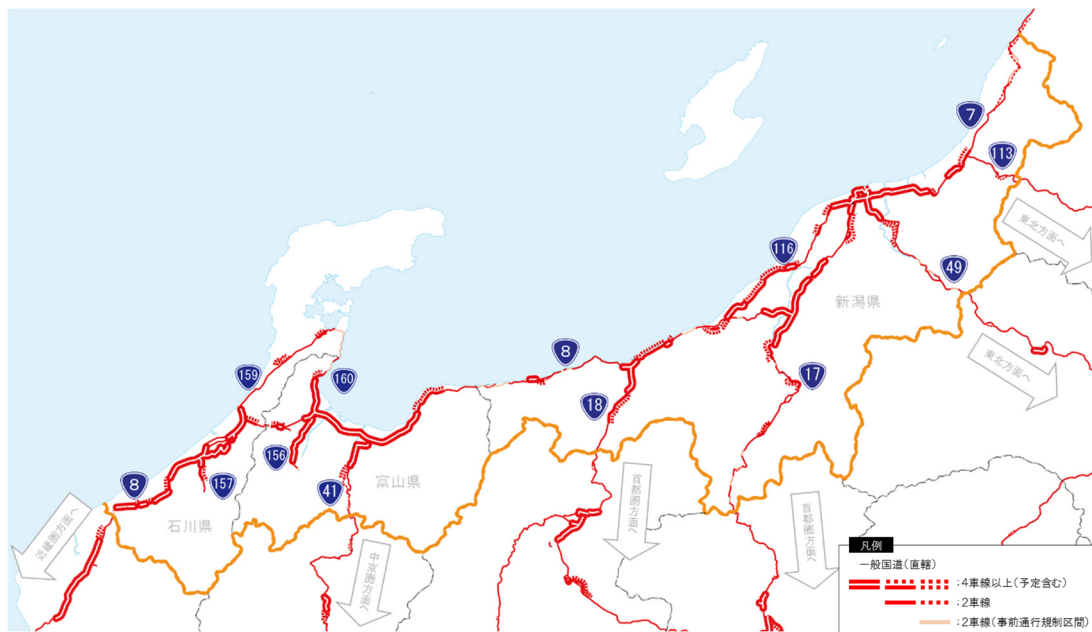 7
113
東北方面へ
116
49
新潟県
8
159
160
18
17
東北方面へ
156
8
157
41
富山県
石川県
近畿圏方面へ
中京圏方面へ
首都圏方面へ
首都圏方面へ
凡例
一般国道(直轄)
:4車線以上(予定含む)
:2車線
:2車線(事前通行規制区間)